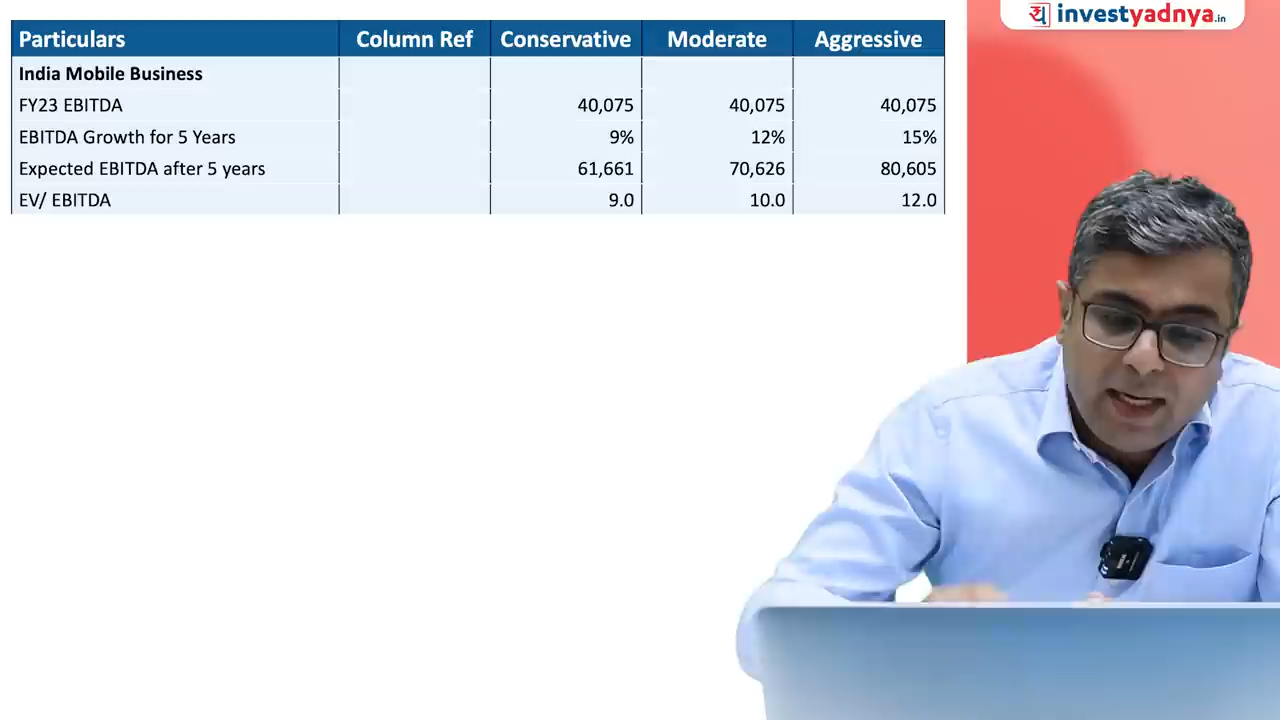 investyadnya.in
Particulars Column Ref Conservative Moderate Aggressive
India Mobile Business
FY23 EBITDA 40,075 40,075 40,075
EBITDA Growth for 5 Years 9% 12% 15%
Expected EBITDA after 5 years 61,661 70,626 80,605
EV/ EBITDA 9.0 10.0 12.0